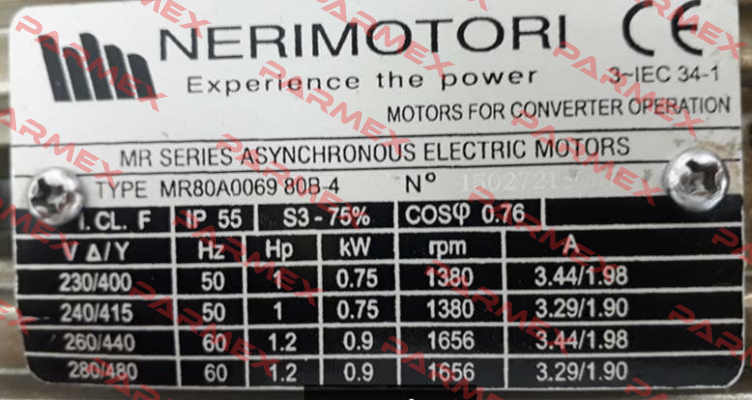 NERIMOTORI CE
Experience the power 3~IEC 34-1
MOTORS FOR CONVERTER OPERATION
MR SERIES ASYNCHRONOUS ELECTRIC MOTORS
TYPE MR80A0069 80B-4 N°
I. CL. F IP 55 S3-75% COSφ 0.76
V Δ/Y Hz Hp kW rpm A
230/400 50 1 0.75 1380 3.44/1.98
240/415 50 1 0.75 1380 3.29/1.90
260/440 60 1.2 0.9 1656 3.44/1.98
280/480 60 1.2 0.9 1656 3.29/1.90
PARMEX